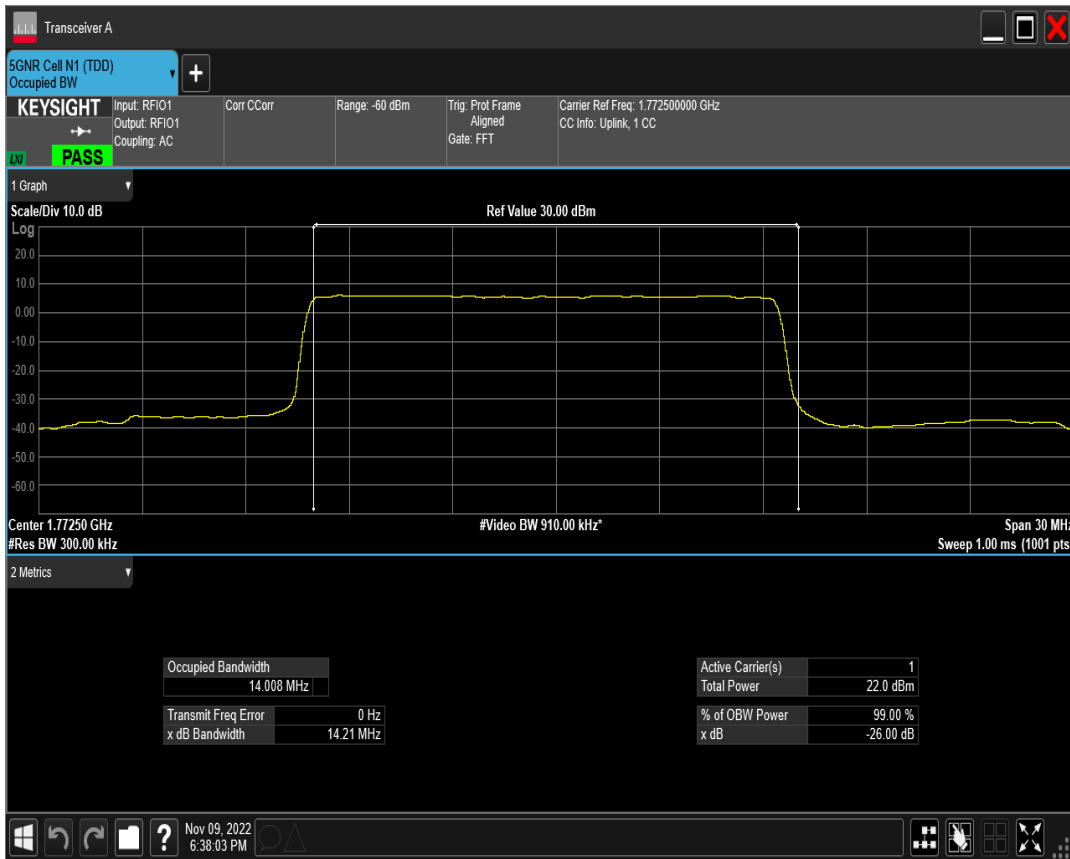 Transceiver A
5GNR Cell N1 (TDD)
Occupied BW
KEYSIGHT
LXI
PASS
Input: RFIO1
Output: RFIO1
Coupling: AC
Corr CCorr
Range: -60 dBm
Trig: Prot Frame
Aligned
Gate: FFT
Carrier Ref Freq: 1.772500000 GHz
CC Info: Uplink, 1 CC
1 Graph
Scale/Div 10.0 dB
Ref Value 30.00 dBm
Log
20.0
10.0
0.00
-10.0
-20.0
-30.0
-40.0
-50.0
-60.0
Center 1.77250 GHz
#Video BW 910.00 kHz*
Span 30 MHz
#Res BW 300.00 kHz
Sweep 1.00 ms (1001 pts
2 Metrics
Occupied Bandwidth
14.008 MHz
Transmit Freq Error 0 Hz
x dB Bandwidth 14.21 MHz
Active Carrier(s) 1
Total Power 22.0 dBm
% of OBW Power 99.00 %
x dB -26.00 dB
?
Nov 09, 2022
6:38:03 PM